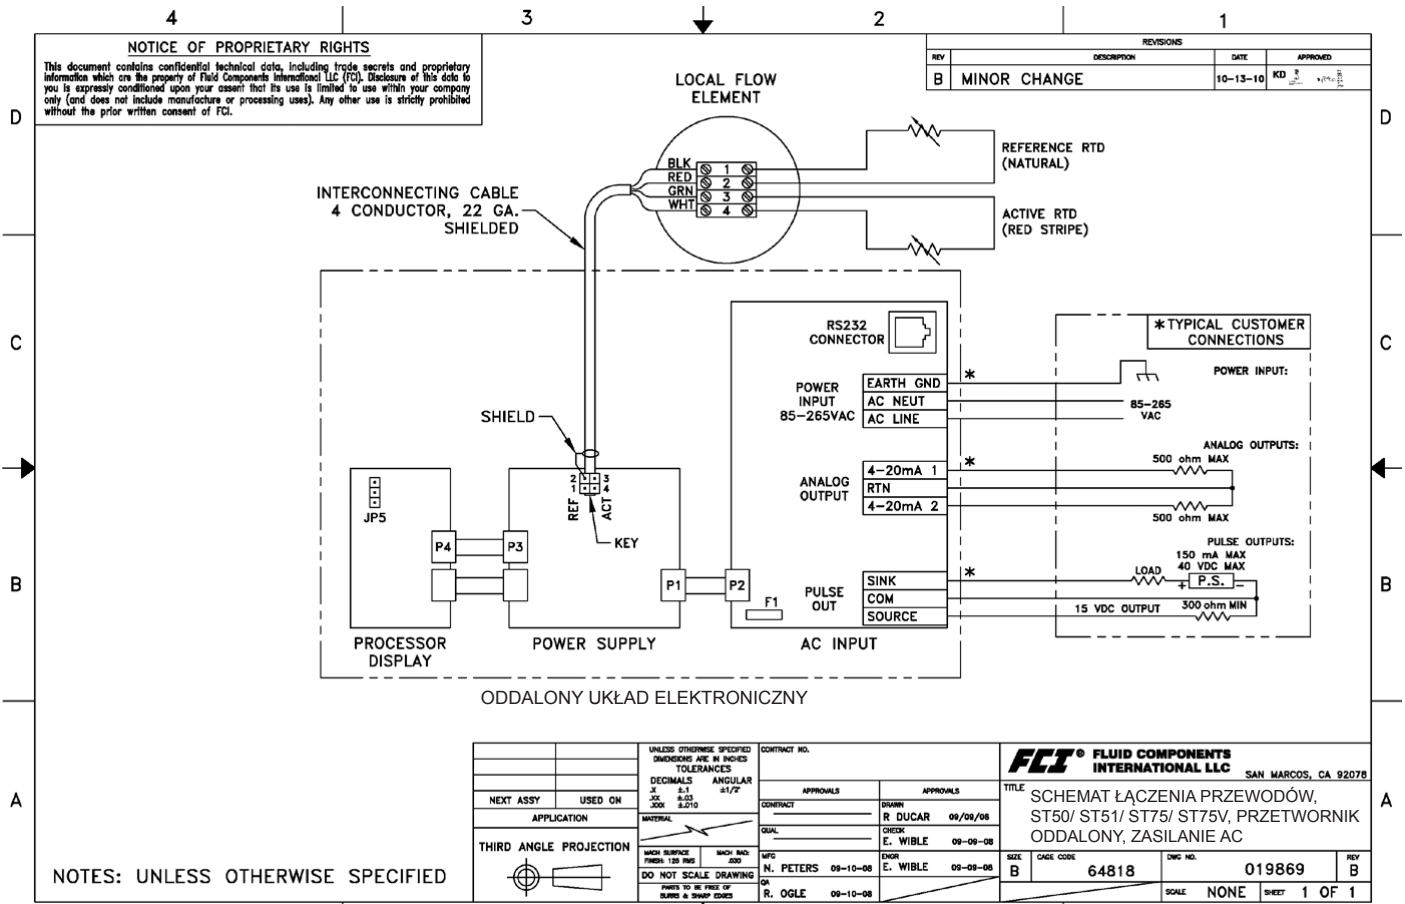 4
3
2
1
NOTICE OF PROPRIETARY RIGHTS
This document contains confidential technical data, including trade secrets and proprietary
information which are the property of Fluid Components International LLC (FCI). Disclosure of this data to
you is expressly conditioned upon your assent that its use is limited to use within your company
only (and does not include manufacture or processing uses). Any other use is strictly prohibited
without the prior written consent of FCI.
REVISIONS
REV DESCRIPTION DATE APPROVED
B MINOR CHANGE 10-13-10 KD
D
D
LOCAL FLOW
ELEMENT
BLK 1
RED 2
GRN 3
WHT 4
REFERENCE RTD
(NATURAL)
ACTIVE RTD
(RED STRIPE)
INTERCONNECTING CABLE
4 CONDUCTOR, 22 GA.
SHIELDED
C
C
RS232
CONNECTOR
*TYPICAL CUSTOMER
CONNECTIONS
POWER
INPUT
85-265VAC
EARTH GND *
AC NEUT
AC LINE
POWER INPUT:
85-265
VAC
SHIELD
ANALOG
OUTPUT
4-20mA 1 *
RTN
4-20mA 2
ANALOG OUTPUTS:
500 ohm MAX
500 ohm MAX
JP5
2 3
1 4
REF
ACT
KEY
P4
P3
P1
P2
F1
B
B
PULSE
OUT
SINK *
COM
SOURCE
PULSE OUTPUTS:
150 mA MAX
40 VDC MAX
LOAD
+ P.S. -
15 VDC OUTPUT
300 ohm MIN
PROCESSOR
DISPLAY
POWER SUPPLY
AC INPUT
ODDALONY UKŁAD ELEKTRONICZNY
A
A
NOTES: UNLESS OTHERWISE SPECIFIED
NEXT ASSY USED ON
APPLICATION
THIRD ANGLE PROJECTION
UNLESS OTHERWISE SPECIFIED
DIMENSIONS ARE IN INCHES
TOLERANCES
DECIMALS ANGULAR
.X ±.1 ±1/2°
.XX ±.03
.XXX ±.010
MATERIAL
MACH SURFACE
FINISH: 125 RMS
MACH RAD:
.030
DO NOT SCALE DRAWING
PARTS TO BE FREE OF
BURRS & SHARP EDGES
CONTRACT NO.
APPROVALS
APPROVALS
CONTRACT
DRAWN
R DUCAR 09/09/08
QUAL
CHECK
E. WIBLE 09-09-08
MFG
N. PETERS 09-10-08
ENGR
E. WIBLE 09-09-08
QA
R. OGLE 09-10-08
FCI® FLUID COMPONENTS
INTERNATIONAL LLC
SAN MARCOS, CA 92078
TITLE
SCHEMAT ŁĄCZENIA PRZEWODÓW,
ST50/ ST51/ ST75/ ST75V, PRZETWORNIK
ODDALONY, ZASILANIE AC
SIZE
B
CAGE CODE
64818
DWG NO.
019869
REV
B
SCALE NONE SHEET 1 OF 1